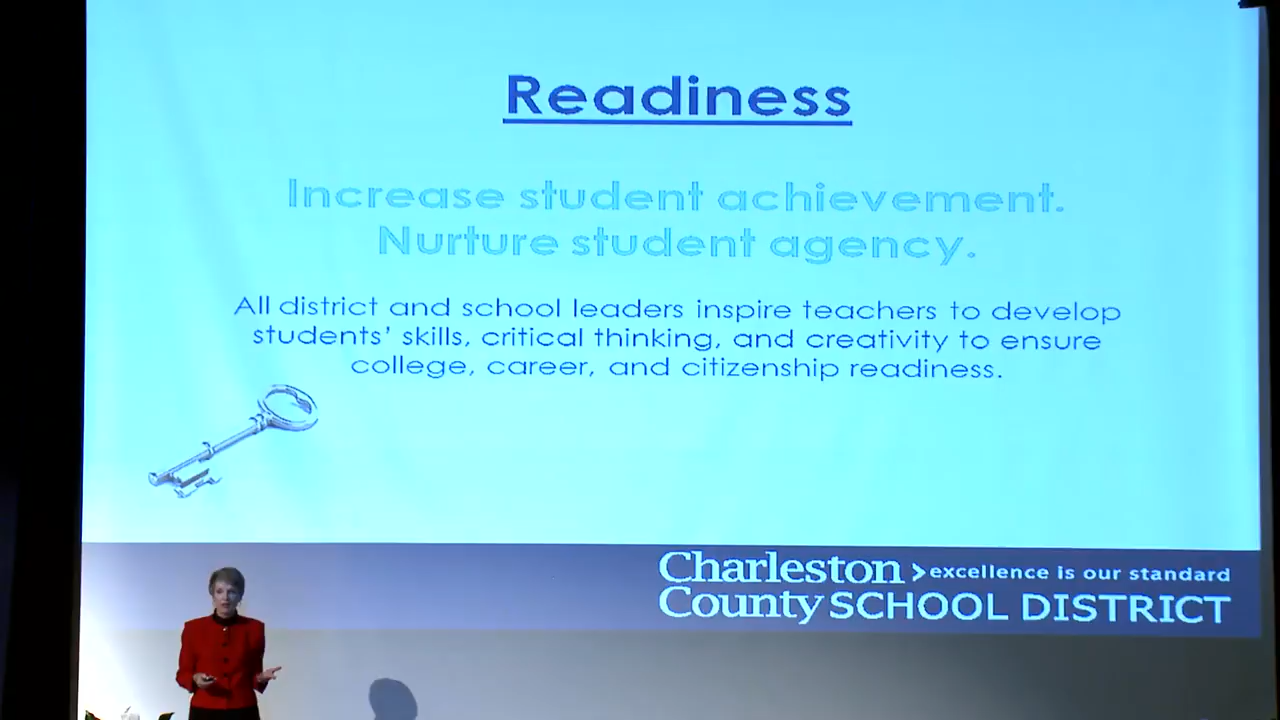 Readiness
Increase student achievement.
Nurture student agency.
All district and school leaders inspire teachers to develop
students’ skills, critical thinking, and creativity to ensure
college, career, and citizenship readiness.
Charleston > excellence is our standard
County SCHOOL DISTRICT